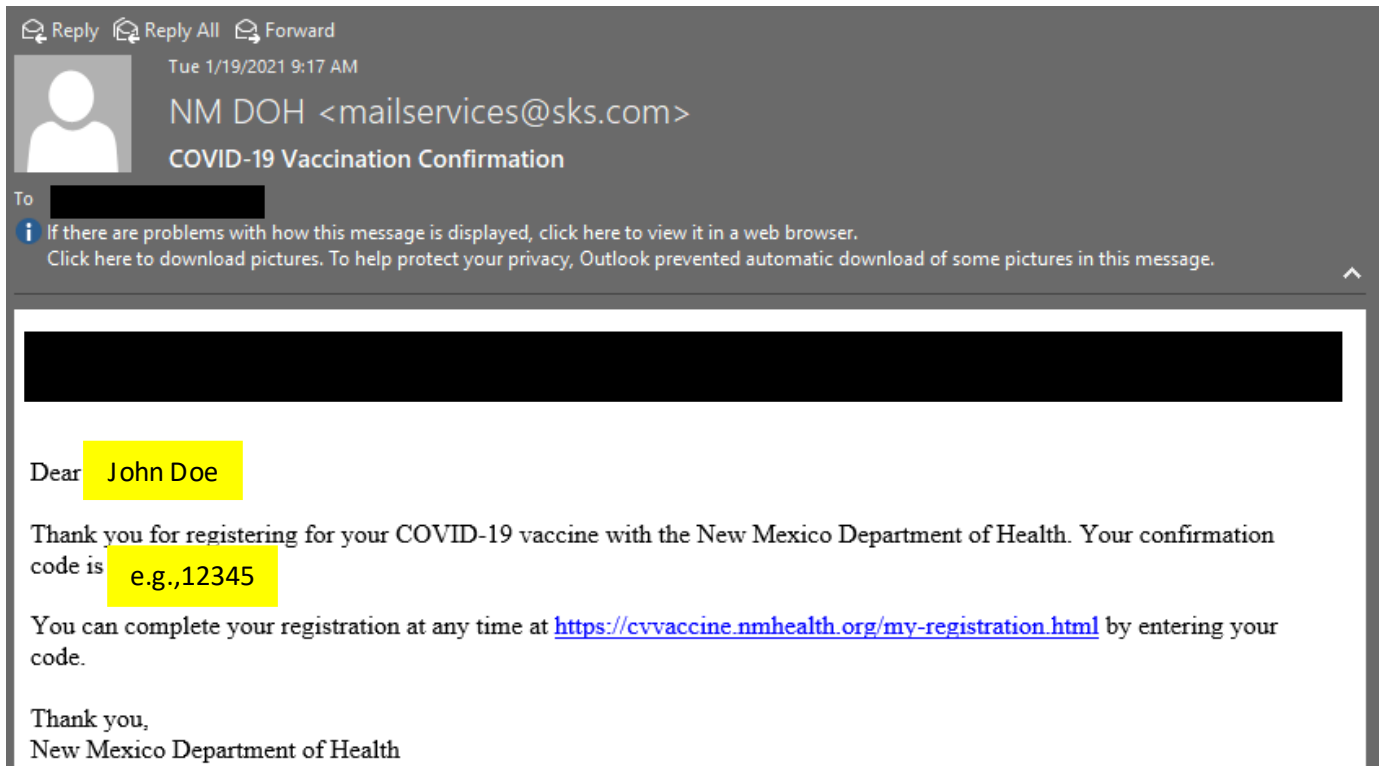 Reply Reply All Forward
Tue 1/19/2021 9:17 AM
NM DOH <mailservices@sks.com>
COVID-19 Vaccination Confirmation
To
If there are problems with how this message is displayed, click here to view it in a web browser.
Click here to download pictures. To help protect your privacy, Outlook prevented automatic download of some pictures in this message.
Dear John Doe
Thank you for registering for your COVID-19 vaccine with the New Mexico Department of Health. Your confirmation
code is e.g.,12345
You can complete your registration at any time at https://cvvaccine.nmhealth.org/my-registration.html by entering your
code.
Thank you,
New Mexico Department of Health